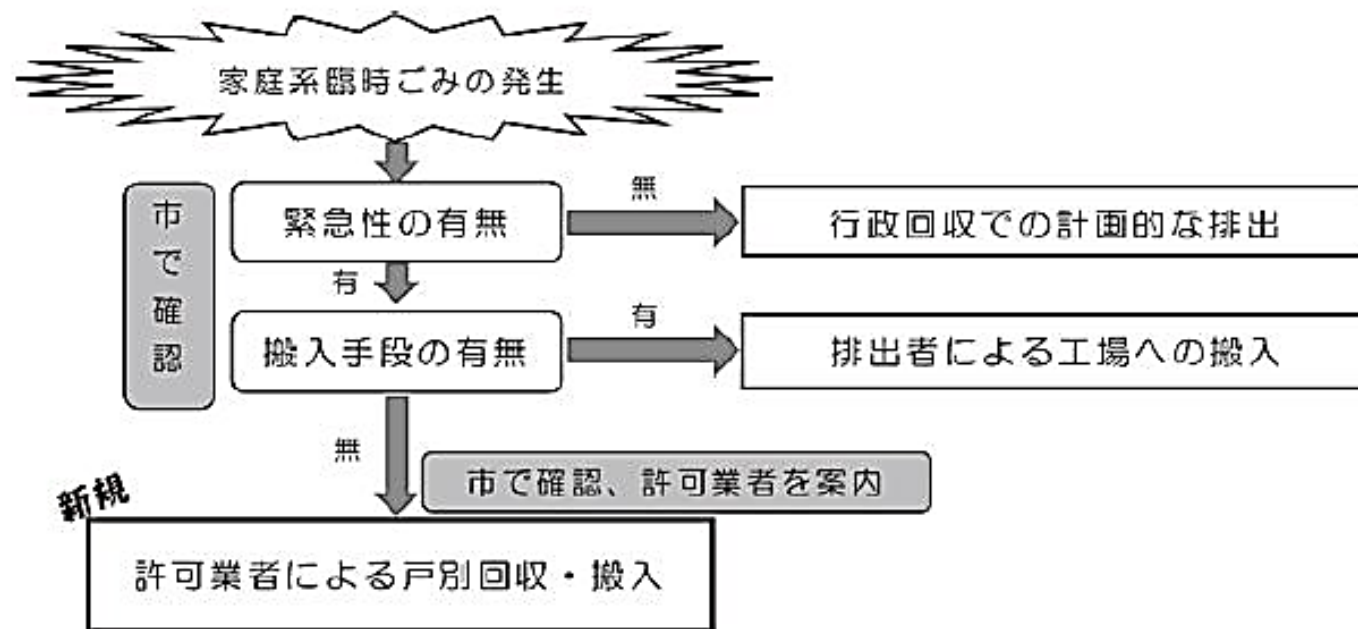 家庭系臨時ごみの発生
市で確認
緊急性の有無
無
行政回収での計画的な排出
有
搬入手段の有無
有
排出者による工場への搬入
無
市で確認、許可業者を案内
新規
許可業者による戸別回収・搬入